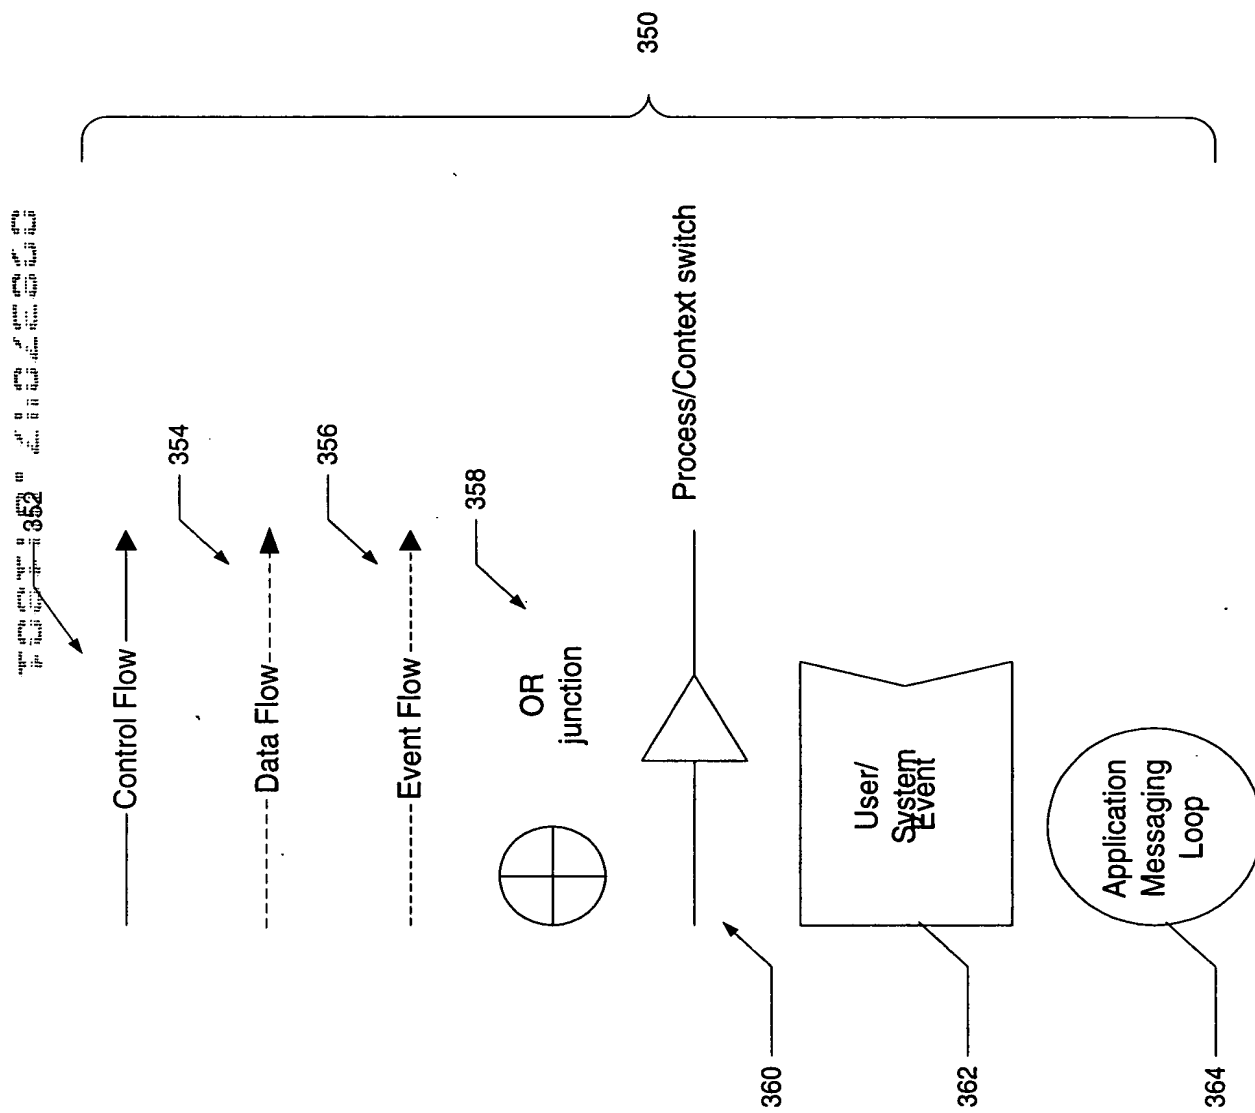 350
352
Control Flow
354
Data Flow
356
Event Flow
358
OR
junction
Process/Context switch
360
User/
System
Event
362
Application
Messaging
Loop
364